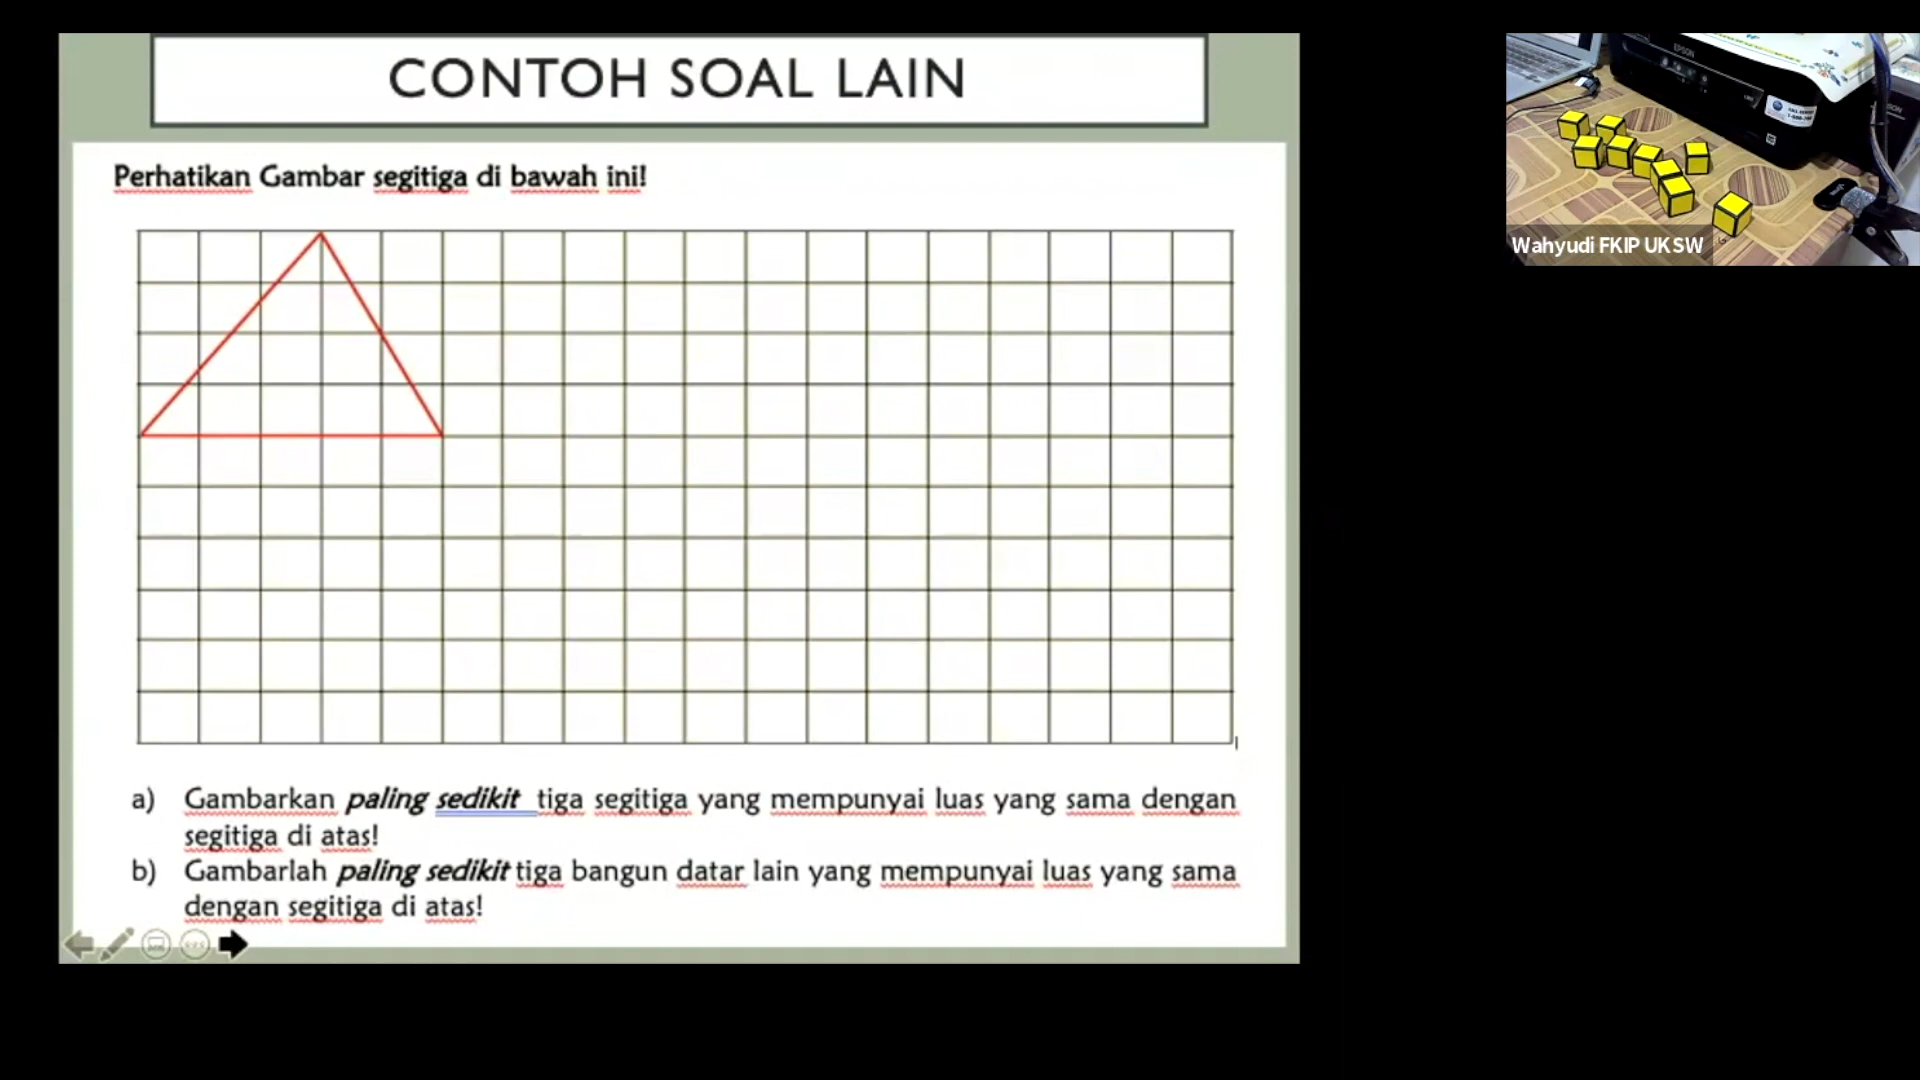 CONTOH SOAL LAIN
Perhatikan Gambar segitiga di bawah ini!
a) Gambarkan paling sedikit tiga segitiga yang mempunyai luas yang sama dengan
segitiga di atas!
b) Gambarlah paling sedikit tiga bangun datar lain yang mempunyai luas yang sama
dengan segitiga di atas!
EPSON
Wahyudi FKIP UKSW